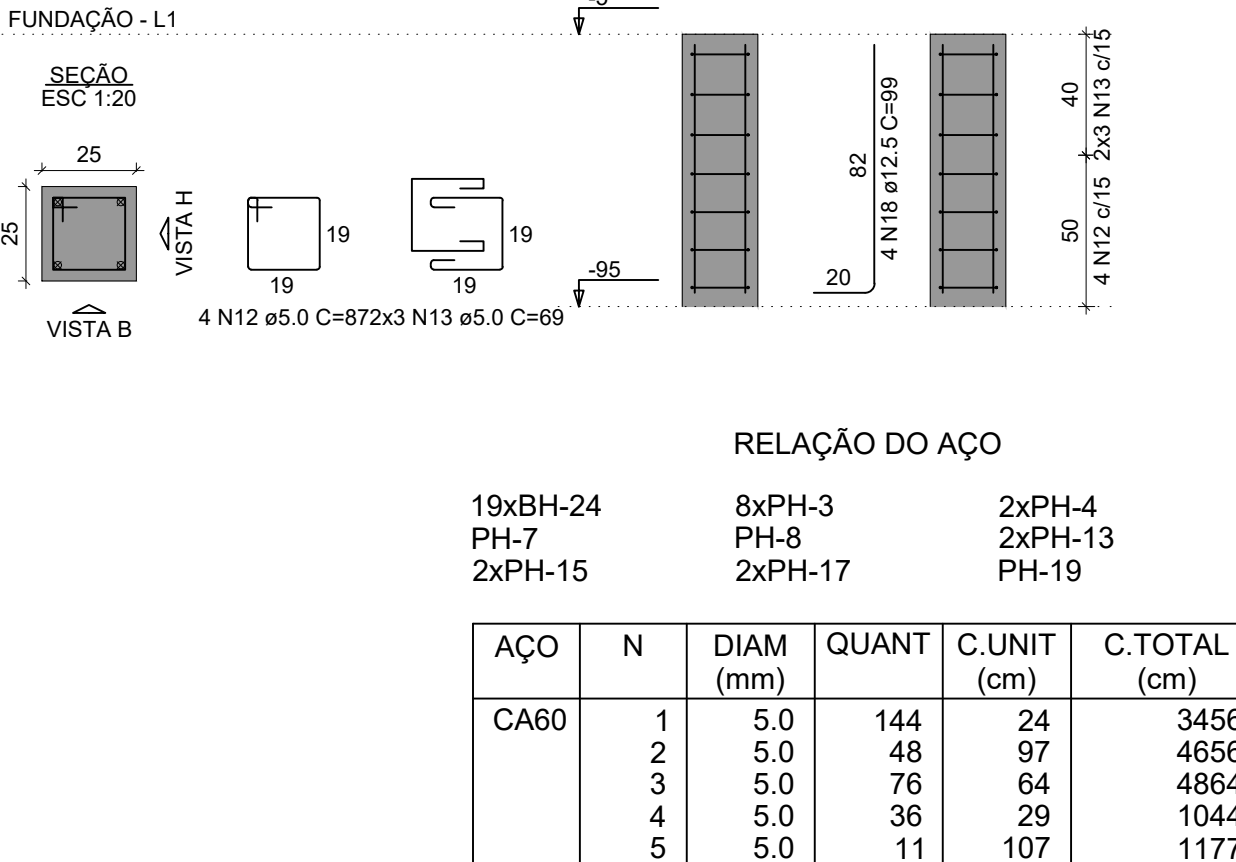 FUNDAÇÃO - L1
SEÇÃO
ESC 1:20
25
25
VISTA H
VISTA B
19
19
19
19
4 N12 ø5.0 C=872x3 N13 ø5.0 C=69
-95
82
4 N18 ø12.5 C=99
20
40
2x3 N13 c/15
50
4 N12 c/15
RELAÇÃO DO AÇO
19xBH-24 8xPH-3 2xPH-4
PH-7 PH-8 2xPH-13
2xPH-15 2xPH-17 PH-19
AÇO N DIAM QUANT C.UNIT C.TOTAL
(mm) (cm) (cm)
CA60 1 5.0 144 24 3456
2 5.0 48 97 4656
3 5.0 76 64 4864
4 5.0 36 29 1044
5 5.0 11 107 1177